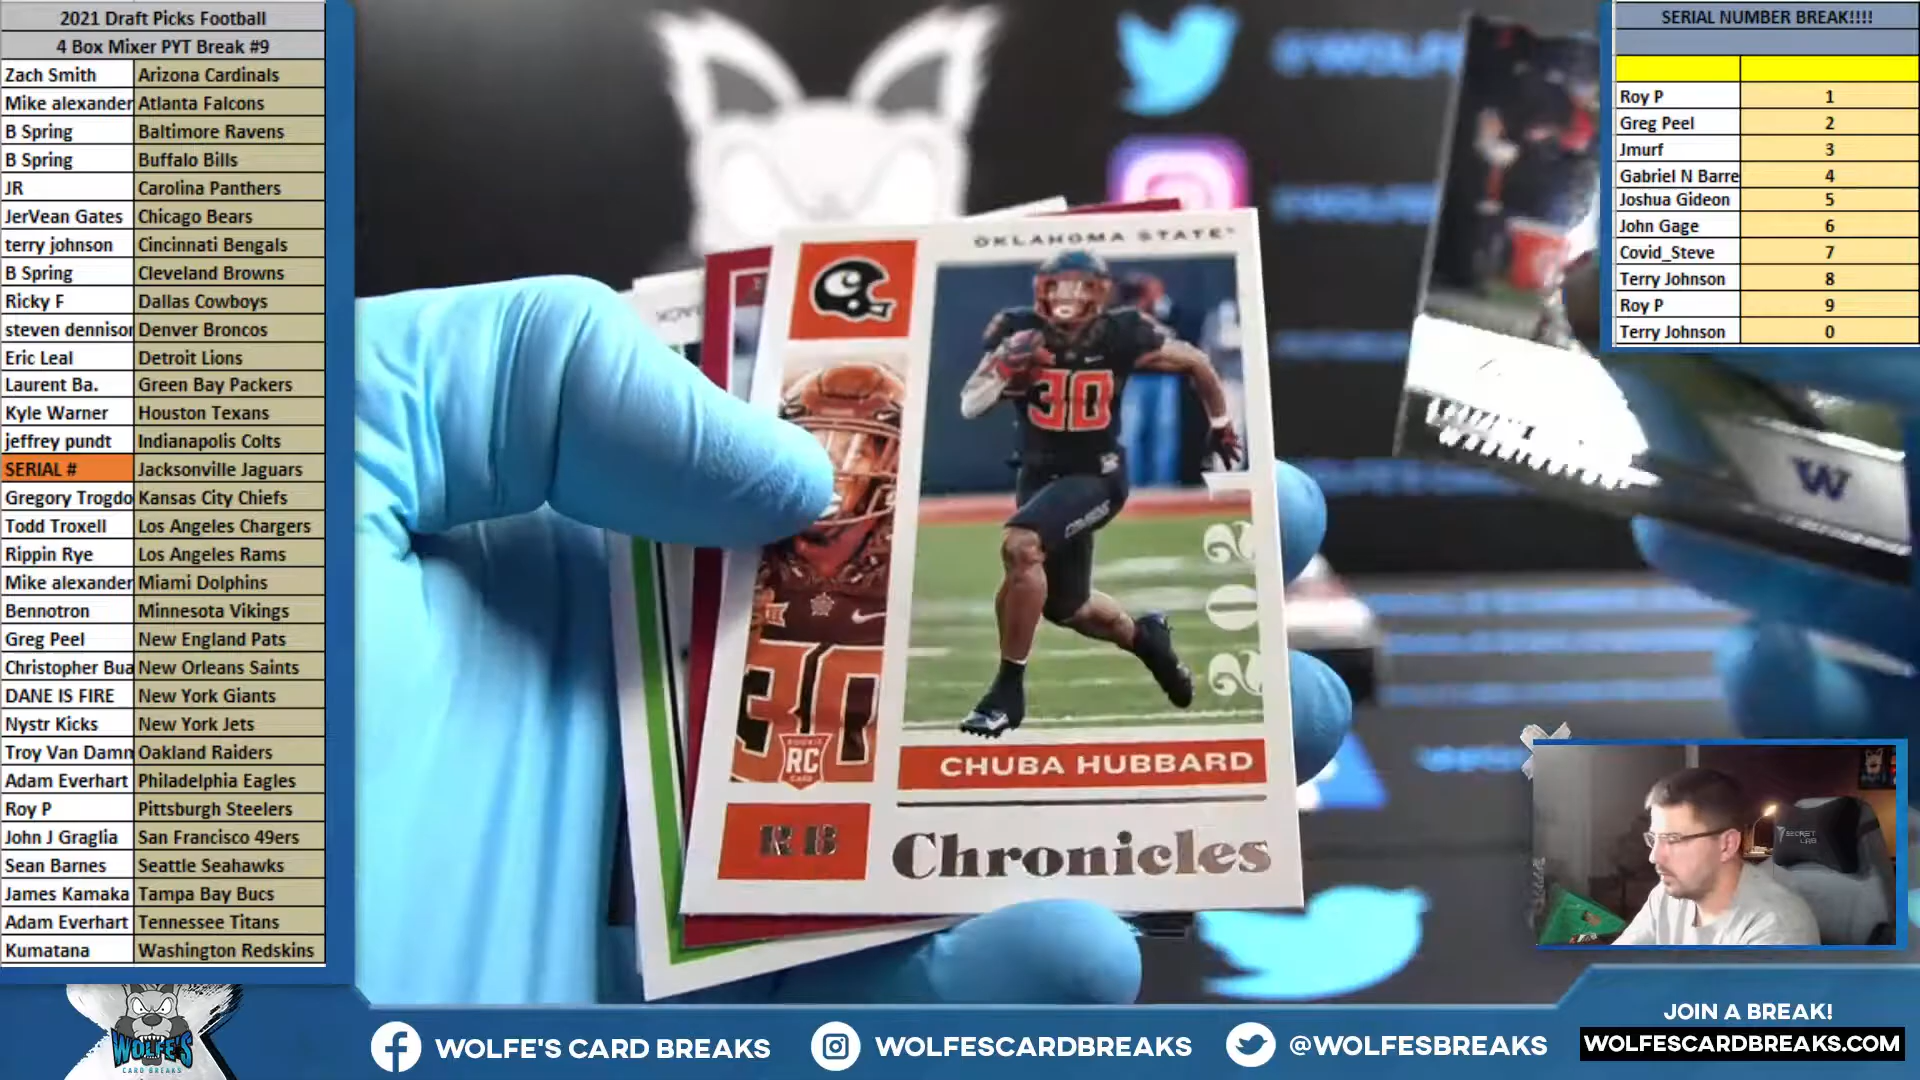 2021 Draft Picks Football
4 Box Mixer PYT Break #9
Zach Smith Arizona Cardinals
Mike alexander Atlanta Falcons
B Spring Baltimore Ravens
B Spring Buffalo Bills
JR Carolina Panthers
JerVean Gates Chicago Bears
terry johnson Cincinnati Bengals
B Spring Cleveland Browns
Ricky F Dallas Cowboys
steven dennisor Denver Broncos
Eric Leal Detroit Lions
Laurent Ba. Green Bay Packers
Kyle Warner Houston Texans
jeffrey pundt Indianapolis Colts
SERIAL # Jacksonville Jaguars
Gregory Trogdo Kansas City Chiefs
Todd Troxell Los Angeles Chargers
Rippin Rye Los Angeles Rams
Mike alexander Miami Dolphins
Bennotron Minnesota Vikings
Greg Peel New England Pats
Christopher Bua New Orleans Saints
DANE IS FIRE New York Giants
Nystr Kicks New York Jets
Troy Van Damn Oakland Raiders
Adam Everhart Philadelphia Eagles
Roy P Pittsburgh Steelers
John J Graglia San Francisco 49ers
Sean Barnes Seattle Seahawks
James Kamaka Tampa Bay Bucs
Adam Everhart Tennessee Titans
Kumatana Washington Redskins
SERIAL NUMBER BREAK!!!!
Roy P 1
Greg Peel 2
Jmurf 3
Gabriel N Barre 4
Joshua Gideon 5
John Gage 6
Covid_Steve 7
Terry Johnson 8
Roy P 9
Terry Johnson 0
OKLAHOMA STATE
30
30
2021
ROOKIE
RC
CARD
CHUBA HUBBARD
RB
Chronicles
W
SECRET
LAB
WOLFE'S
CARD BREAKS
WOLFE'S CARD BREAKS
WOLFESCARDBREAKS
@WOLFESBREAKS
JOIN A BREAK!
WOLFESCARDBREAKS.COM